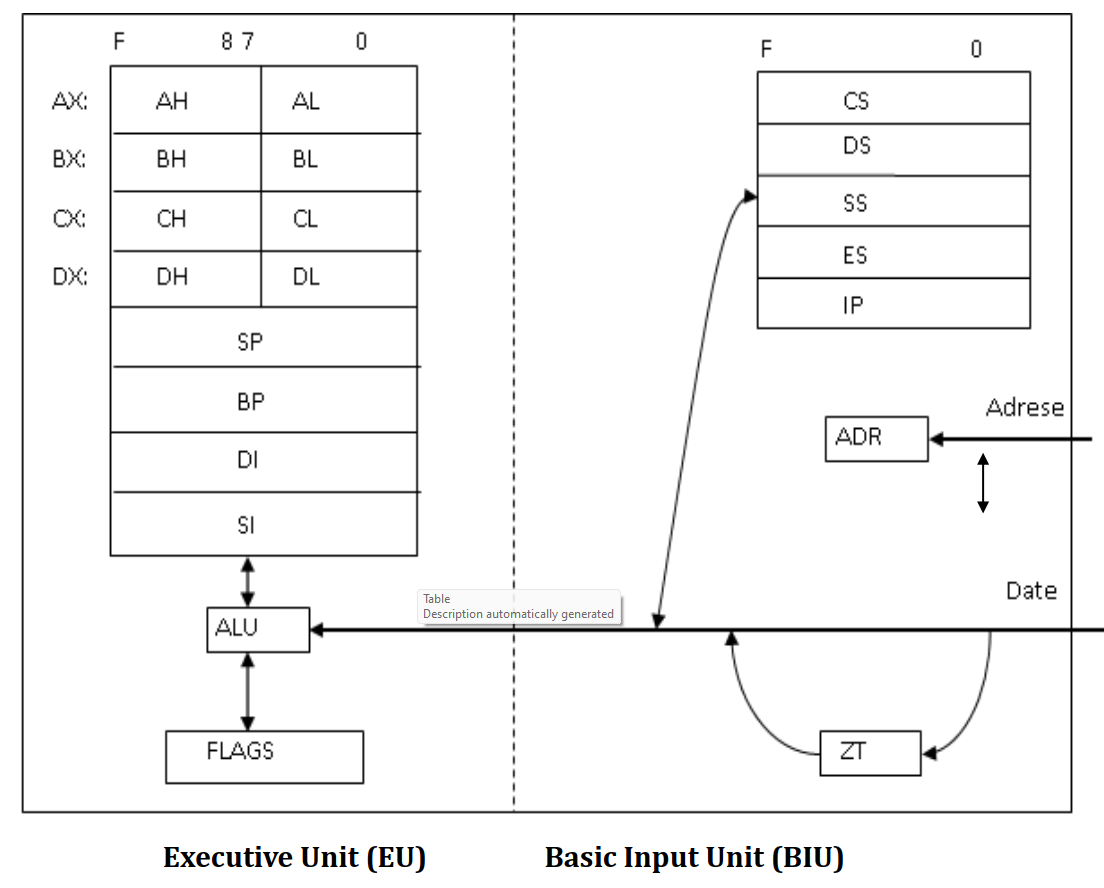 F 8 7 0
AX: AH AL
BX: BH BL
CX: CH CL
DX: DH DL
SP
BP
DI
SI
ALU
FLAGS
Table
Description automatically generated
F 0
CS
DS
SS
ES
IP
Adrese
ADR
Date
ZT
Executive Unit (EU)
Basic Input Unit (BIU)